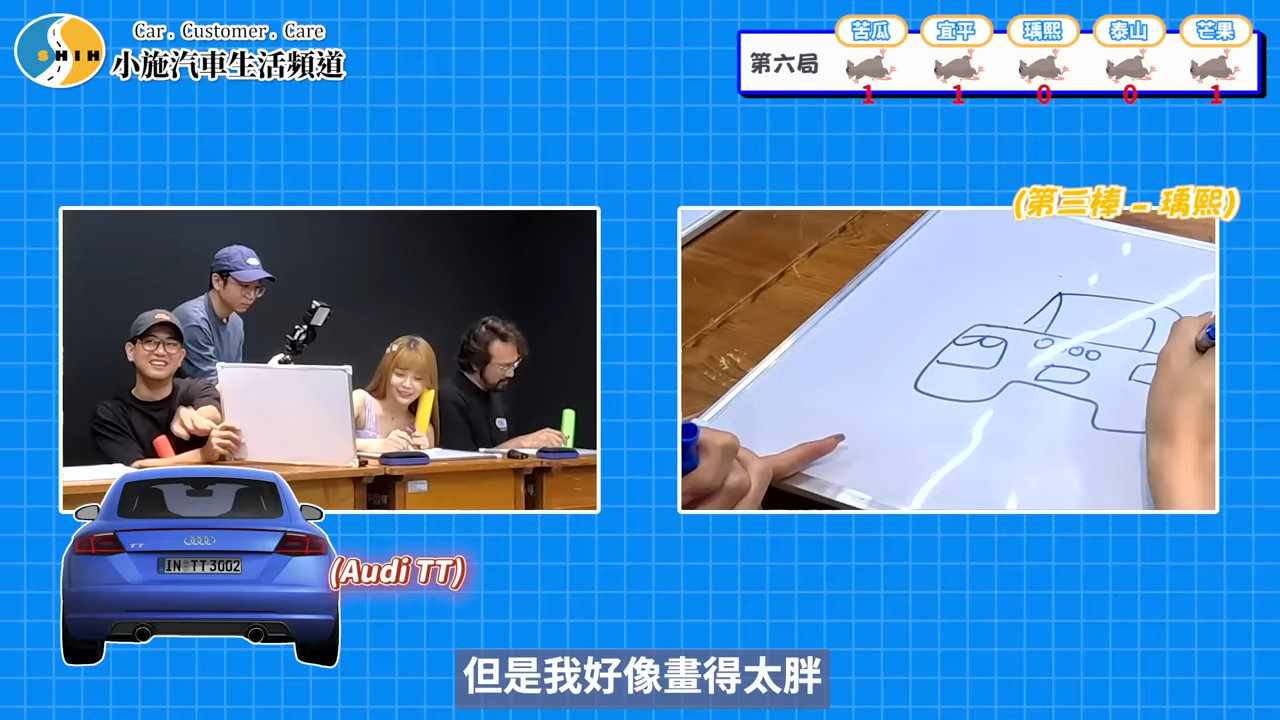 SHIH
Car . Customer . Care
小施汽車生活頻道
第六局
苦瓜 宜平 瑀熙 泰山 芒果
1 1 0 0 1
(第三棒 - 瑀熙)
TT
IN TT 3002
(Audi TT)
但是我好像畫得太胖